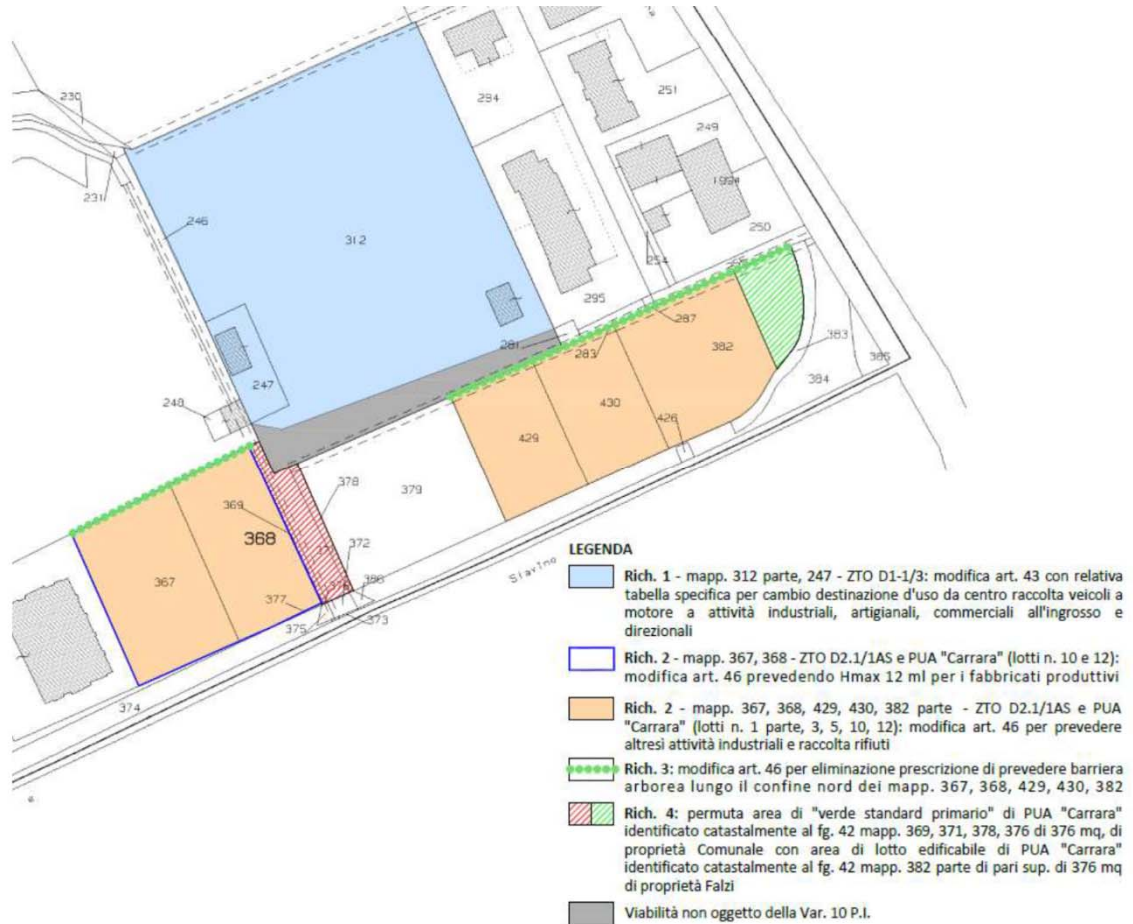 230
231
246
312
294
251
249
250
254
295
287
281
283
382
383
385
384
247
248
430
426
429
379
378
369
368
372
367
377
375
373
374
Siavino
LEGENDA
Rich. 1 - mapp. 312 parte, 247 - ZTO D1-1/3: modifica art. 43 con relativa
tabella specifica per cambio destinazione d'uso da centro raccolta veicoli a
motore a attività industriali, artigianali, commerciali all'ingrosso e
direzionali
Rich. 2 - mapp. 367, 368 - ZTO D2.1/1AS e PUA "Carrara" (lotti n. 10 e 12):
modifica art. 46 prevedendo Hmax 12 ml per i fabbricati produttivi
Rich. 2 - mapp. 367, 368, 429, 430, 382 parte - ZTO D2.1/1AS e PUA
"Carrara" (lotti n. 1 parte, 3, 5, 10, 12): modifica art. 46 per prevedere
altresì attività industriali e raccolta rifiuti
Rich. 3: modifica art. 46 per eliminazione prescrizione di prevedere barriera
arborea lungo il confine nord dei mapp. 367, 368, 429, 430, 382
Rich. 4: permuta area di "verde standard primario" di PUA "Carrara"
identificato catastalmente al fg. 42 mapp. 369, 371, 378, 376 di 376 mq, di
proprietà Comunale con area di lotto edificabile di PUA "Carrara"
identificato catastalmente al fg. 42 mapp. 382 parte di pari sup. di 376 mq
di proprietà Falzi
Viabilità non oggetto della Var. 10 P.I.